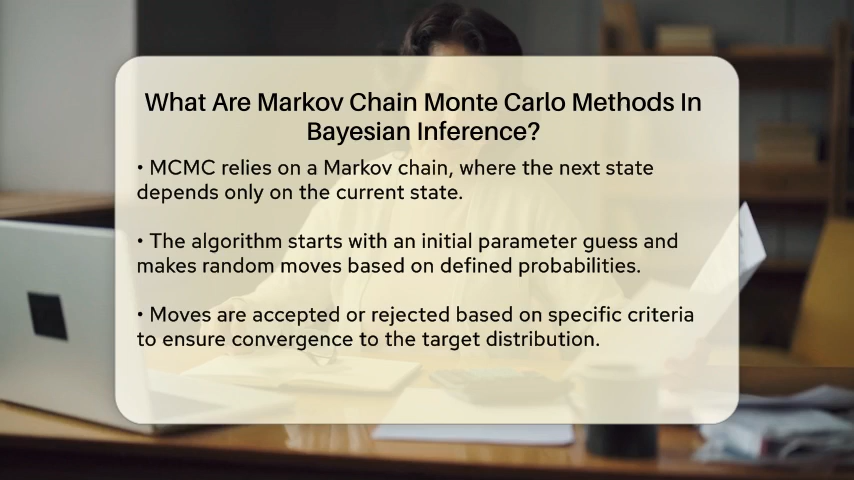 What Are Markov Chain Monte Carlo Methods In
Bayesian Inference?
• MCMC relies on a Markov chain, where the next state
depends only on the current state.
• The algorithm starts with an initial parameter guess and
makes random moves based on defined probabilities.
• Moves are accepted or rejected based on specific criteria
to ensure convergence to the target distribution.